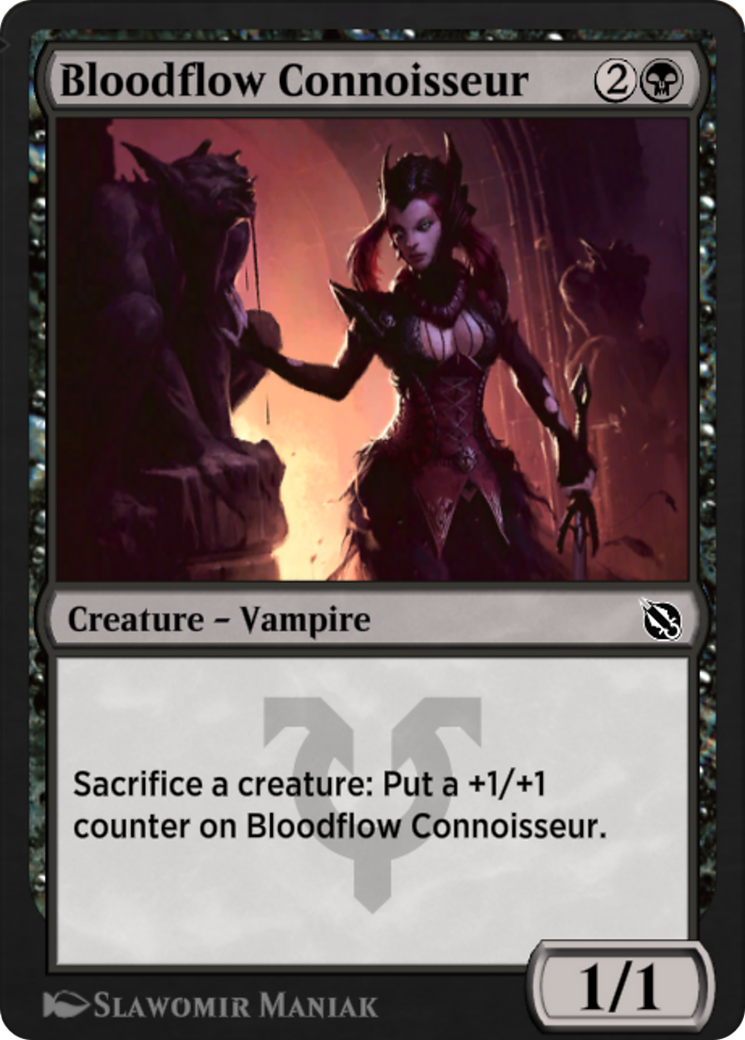 Bloodflow Connoisseur 2
Creature – Vampire
Sacrifice a creature: Put a +1/+1
counter on Bloodflow Connoisseur.
1/1
Slawomir Maniak